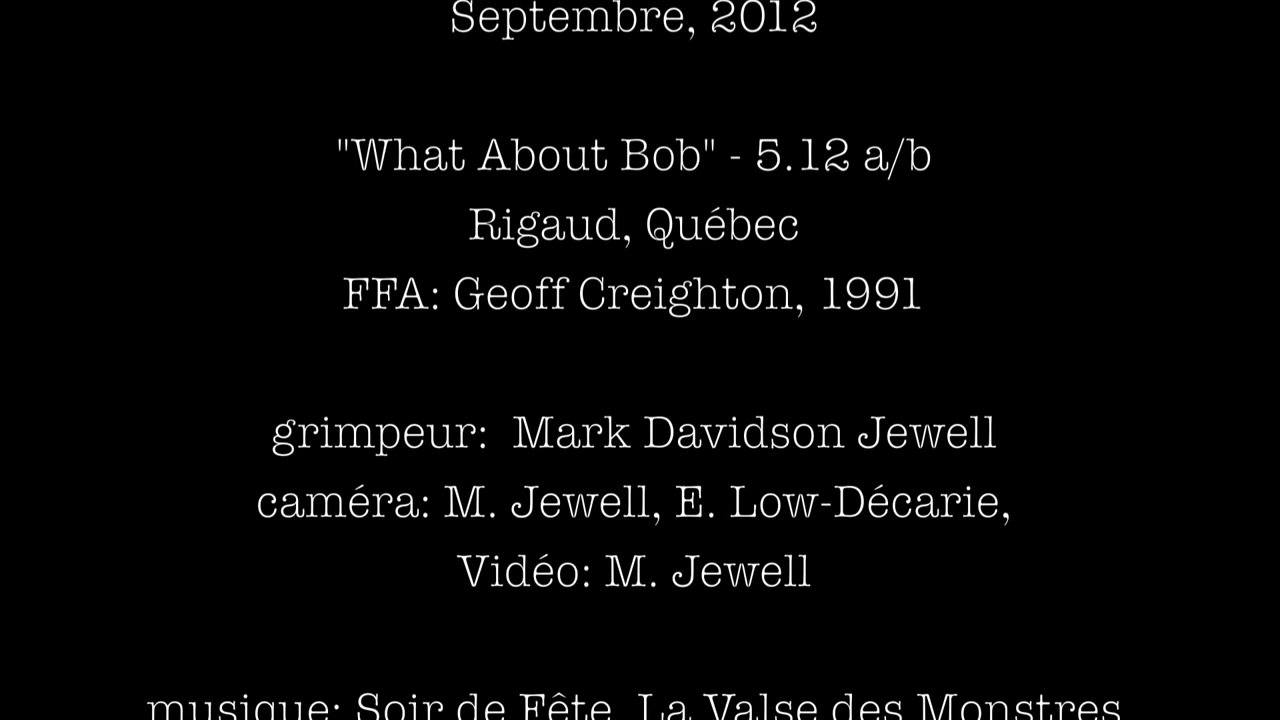 Septembre, 2012
"What About Bob" - 5.12 a/b
Rigaud, Québec
FFA: Geoff Creighton, 1991
grimpeur:  Mark Davidson Jewell
caméra: M. Jewell, E. Low-Décarie,
Vidéo: M. Jewell
musique: Soir de Fête, La Valse des Monstres